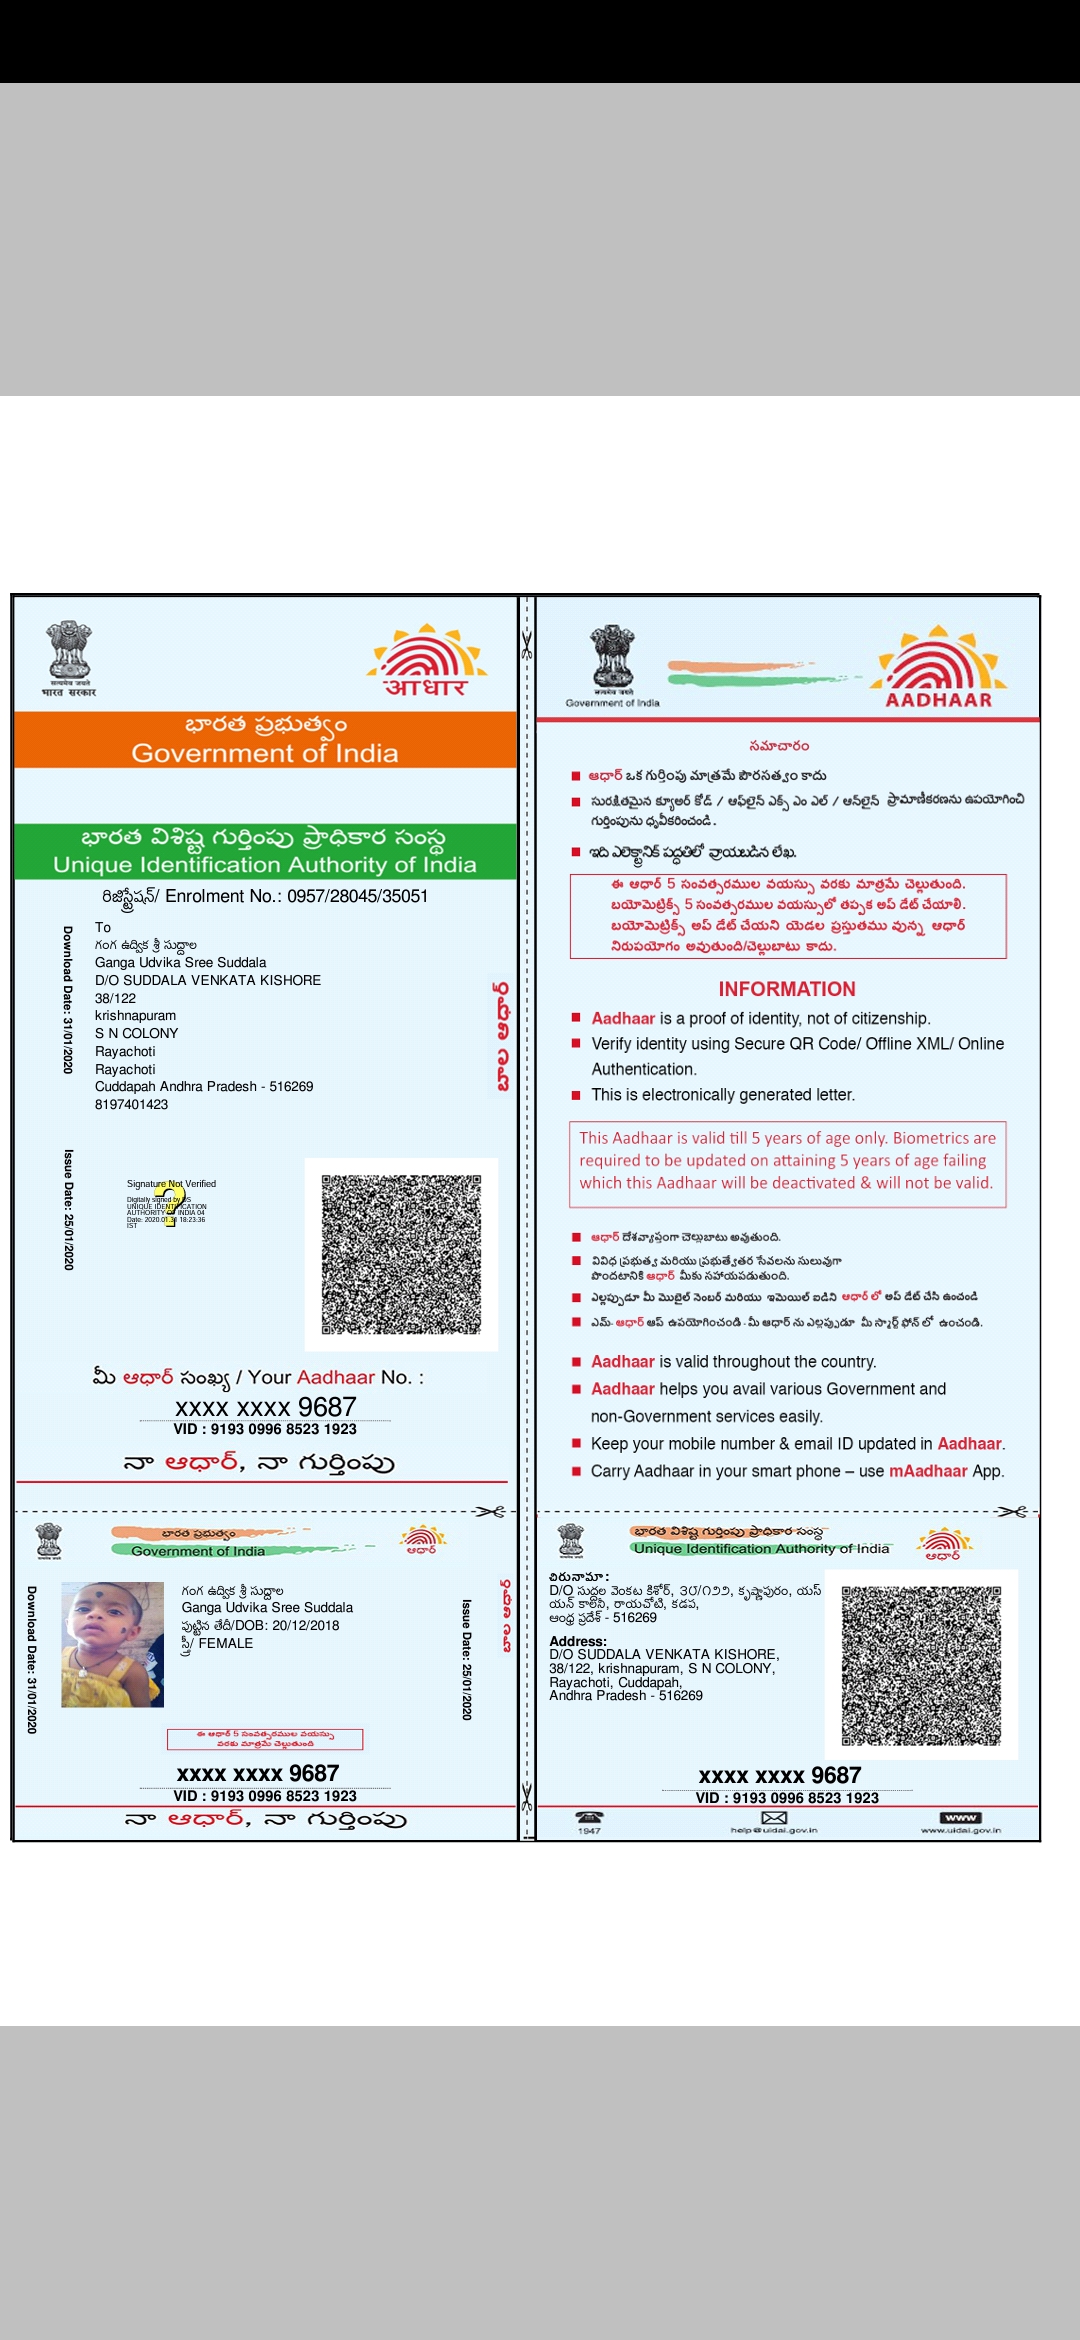 सत्यमेव जयते
भारत सरकार
आधार
భారత ప్రభుత్వం
Government of India
భారత విశిష్ట గుర్తింపు ప్రాధికార సంస్థ
Unique Identification Authority of India
రిజిస్ట్రేషన్/ Enrolment No.: 0957/28045/35051
Download Date: 31/01/2020
To
గంగ ఉద్విక శ్రీ సుద్దాల
Ganga Udvika Sree Suddala
D/O SUDDALA VENKATA KISHORE
38/122
krishnapuram
S N COLONY
Rayachoti
Rayachoti
Cuddapah Andhra Pradesh - 516269
8197401423
బాల ఆధార్
Issue Date: 25/01/2020
Signature Not Verified
Digitally signed by DS
UNIQUE IDENTIFICATION
AUTHORITY OF INDIA 04
Date: 2020.01.31 18:23:36
IST
మీ ఆధార్ సంఖ్య / Your Aadhaar No. :
xxxx xxxx 9687
VID : 9193 0996 8523 1923
నా ఆధార్, నా గుర్తింపు
सत्यमेव जयते
Government of India
AADHAAR
సమాచారం
ఆధార్ ఒక గుర్తింపు మాత్రమే పౌరసత్వం కాదు
సురక్షితమైన క్యూఆర్ కోడ్ / ఆఫ్‌లైన్ ఎక్స్ ఎం ఎల్ / ఆన్‌లైన్ ప్రామాణీకరణను ఉపయోగించి
గుర్తింపును ధృవీకరించండి.
ఇది ఎలెక్ట్రానిక్ పద్ధతిలో వ్రాయబడిన లేఖ.
ఈ ఆధార్ 5 సంవత్సరముల వయస్సు వరకు మాత్రమే చెల్లుతుంది.
బయోమెట్రిక్స్ 5 సంవత్సరముల వయస్సులో తప్పక అప్ డేట్ చేయాలి.
బయోమెట్రిక్స్ అప్ డేట్ చేయని యెడల ప్రస్తుతము వున్న ఆధార్
నిరుపయోగం అవుతుంది/చెల్లుబాటు కాదు.
INFORMATION
Aadhaar is a proof of identity, not of citizenship.
Verify identity using Secure QR Code/ Offline XML/ Online
Authentication.
This is electronically generated letter.
This Aadhaar is valid till 5 years of age only. Biometrics are
required to be updated on attaining 5 years of age failing
which this Aadhaar will be deactivated & will not be valid.
ఆధార్ దేశవ్యాప్తంగా చెల్లుబాటు అవుతుంది.
వివిధ ప్రభుత్వ మరియు ప్రభుత్వేతర సేవలను సులువుగా
పొందటానికి ఆధార్ మీకు సహాయపడుతుంది.
ఎల్లప్పుడూ మీ మొబైల్ నెంబర్ మరియు ఇమెయిల్ ఐడిని ఆధార్ లో అప్ డేట్ చేసి ఉంచండి
ఎమ్- ఆధార్ ఆప్ ఉపయోగించండి - మీ ఆధార్ ను ఎల్లప్పుడూ మీ స్మార్ట్ ఫోన్ లో ఉంచండి.
Aadhaar is valid throughout the country.
Aadhaar helps you avail various Government and
non-Government services easily.
Keep your mobile number & email ID updated in Aadhaar.
Carry Aadhaar in your smart phone – use mAadhaar App.
सत्यमेव जयते
భారత ప్రభుత్వం
Government of India
ఆధార్
Download Date: 31/01/2020
గంగ ఉద్విక శ్రీ సుద్దాల
Ganga Udvika Sree Suddala
పుట్టిన తేదీ/DOB: 20/12/2018
స్త్రీ/ FEMALE
Issue Date: 25/01/2020
బాల ఆధార్
ఈ ఆధార్ 5 సంవత్సరముల వయస్సు
వరకు మాత్రమే చెల్లుతుంది
xxxx xxxx 9687
VID : 9193 0996 8523 1923
నా ఆధార్, నా గుర్తింపు
सत्यमेव जयते
భారత విశిష్ట గుర్తింపు ప్రాధికార సంస్థ
Unique Identification Authority of India
ఆధార్
చిరునామా :
D/O సుద్దల వెంకట కిశోర్, ౩౮/౧౨౨, కృష్ణాపురం, యస్
యన్ కాలొని, రాయచోటి, కడప,
ఆంధ్ర ప్రదేశ్ - 516269
Address:
D/O SUDDALA VENKATA KISHORE,
38/122, krishnapuram, S N COLONY,
Rayachoti, Cuddapah,
Andhra Pradesh - 516269
xxxx xxxx 9687
VID : 9193 0996 8523 1923
1947
help@uidai.gov.in
www
www.uidai.gov.in